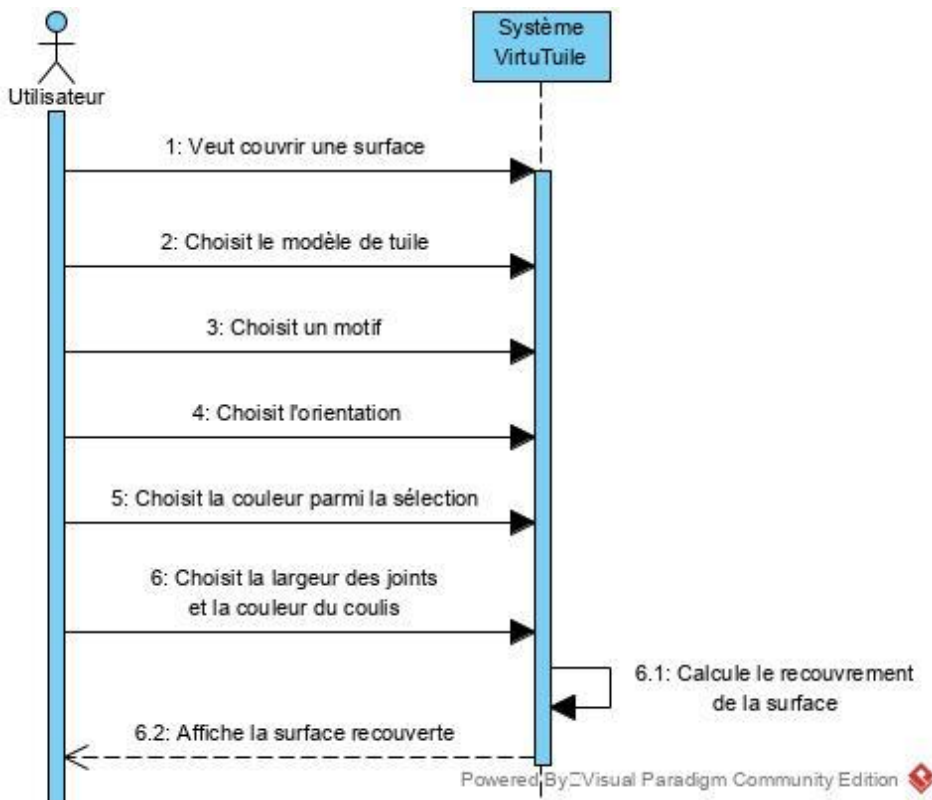 Système
VirtuTuile
Utilisateur
1: Veut couvrir une surface
2: Choisit le modèle de tuile
3: Choisit un motif
4: Choisit l'orientation
5: Choisit la couleur parmi la sélection
6: Choisit la largeur des joints
et la couleur du coulis
6.1: Calcule le recouvrement
de la surface
6.2: Affiche la surface recouverte
Powered By Visual Paradigm Community Edition